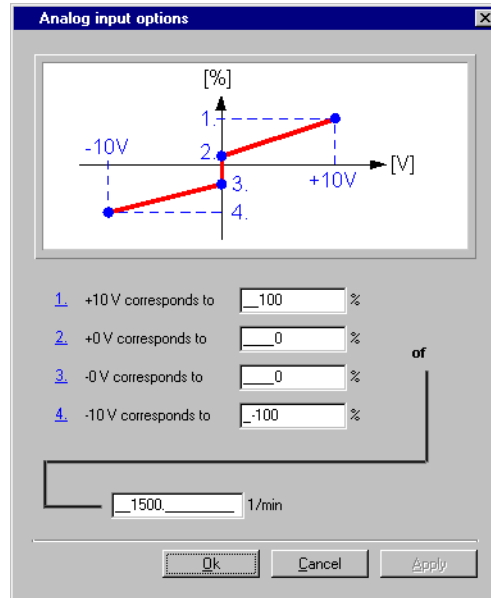 Analog input options
[%]
1.
-10V
2.
[V]
3.
+10V
4.
1. +10 V corresponds to __100 %
2. +0 V corresponds to ____0 %
of
3. -0 V corresponds to ____0 %
4. -10 V corresponds to _-100 %
__1500.________ 1/min
Ok Cancel Apply